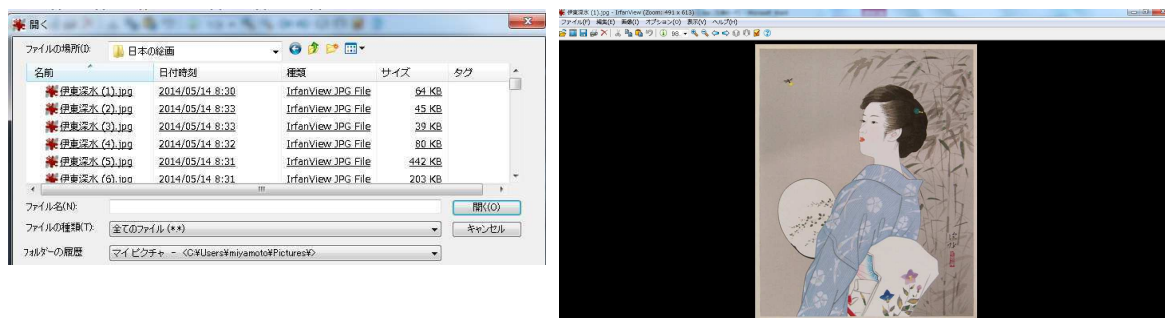 開く
ファイルの場所(I):
日本の絵画
名前 日付時刻 種類 サイズ タグ
伊東深水 (1).jpg 2014/05/14 8:30 IrfanView JPG File 64 KB
伊東深水 (2).jpg 2014/05/14 8:33 IrfanView JPG File 45 KB
伊東深水 (3).jpg 2014/05/14 8:33 IrfanView JPG File 39 KB
伊東深水 (4).jpg 2014/05/14 8:32 IrfanView JPG File 80 KB
伊東深水 (5).jpg 2014/05/14 8:31 IrfanView JPG File 442 KB
伊東深水 (6).jpg 2014/05/14 8:31 IrfanView JPG File 203 KB
ファイル名(N):
開く(O)
ファイルの種類(T): 全てのファイル (*.*)
キャンセル
フォルダーの履歴 マイ ピクチャ - <C:¥Users¥miyamoto¥Pictures¥>
伊東深水 (1).jpg - IrfanView (Zoom: 491 x 613)
ファイル(F) 編集(E) 画像(I) オプション(O) 表示(V) ヘルプ(H)
98